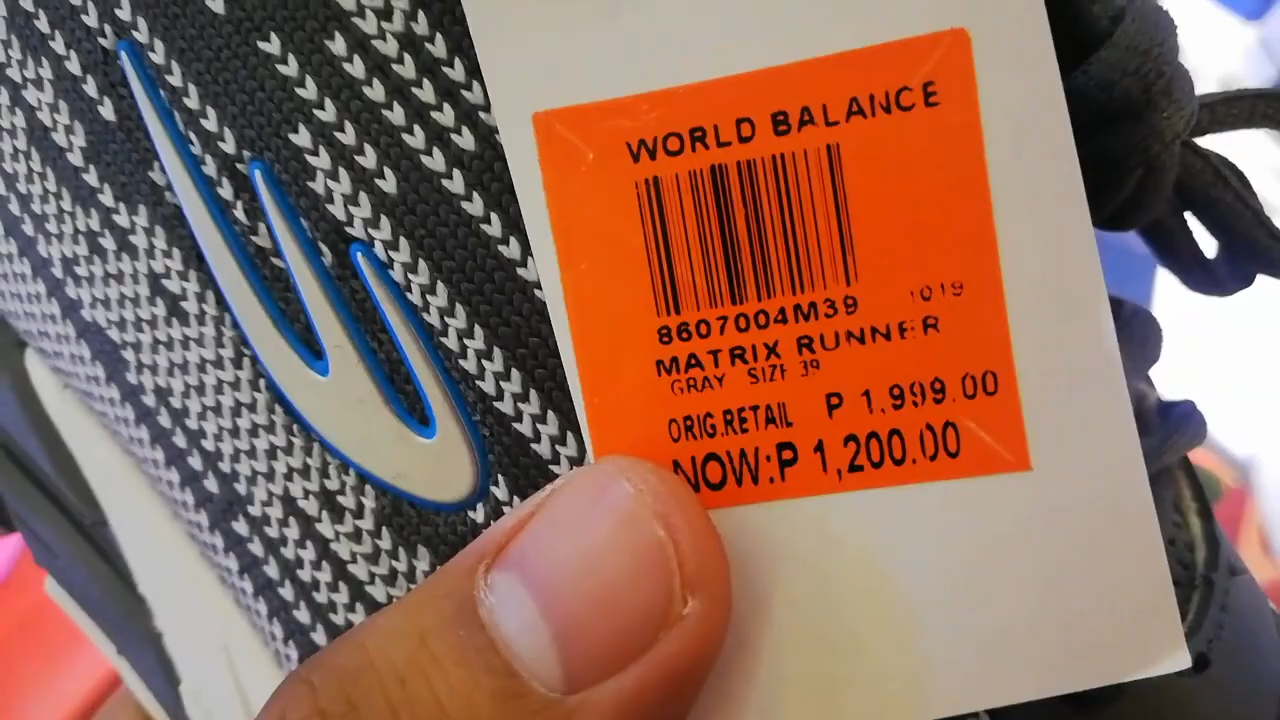 WORLD BALANCE
8607004M39 1019
MATRIX RUNNER
GRAY SIZE 39
ORIG.RETAIL P 1,999.00
NOW:P 1,200.00